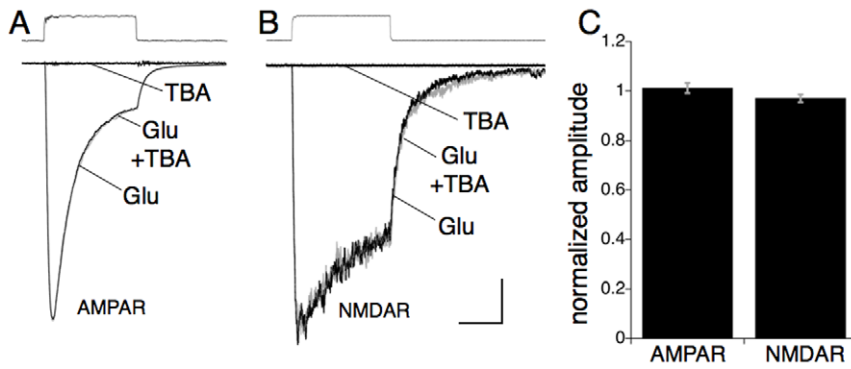 A
TBA
Glu
+TBA
Glu
AMPAR
B
TBA
Glu
+TBA
Glu
NMDAR
C
normalized amplitude
1.2
1
0.8
0.6
0.4
0.2
0
AMPAR
NMDAR